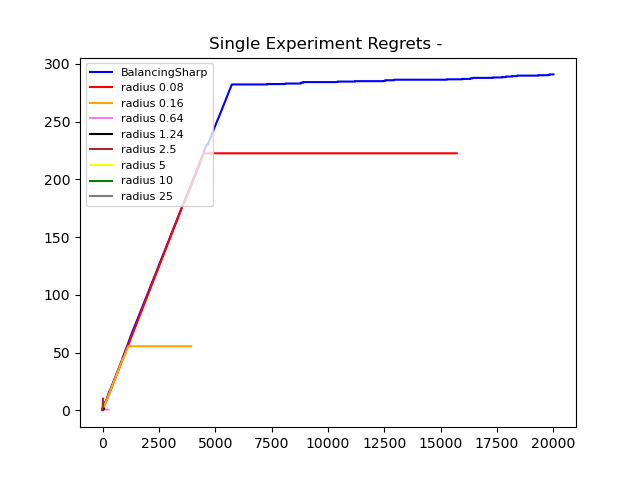 Single Experiment Regrets -
300
250
200
150
100
50
0
BalancingSharp
radius 0.08
radius 0.16
radius 0.64
radius 1.24
radius 2.5
radius 5
radius 10
radius 25
0 2500 5000 7500 10000 12500 15000 17500 20000